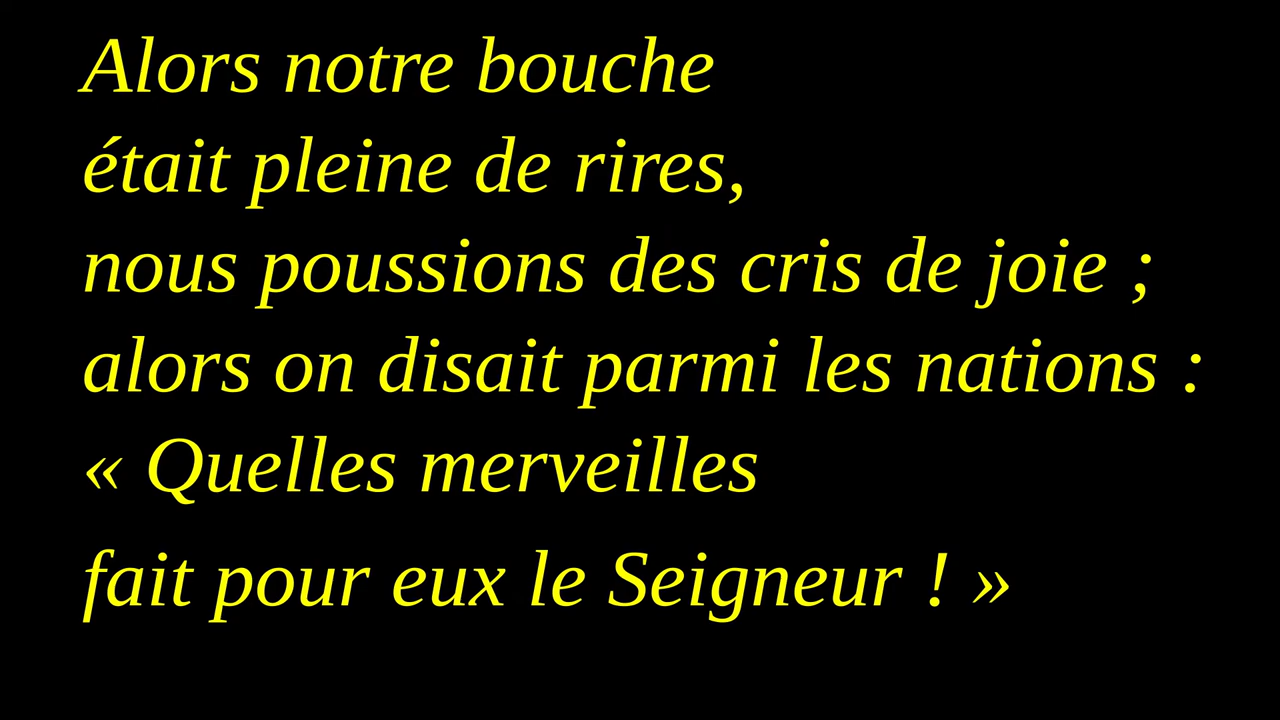 Alors notre bouche
était pleine de rires,
nous poussions des cris de joie ;
alors on disait parmi les nations :
« Quelles merveilles
fait pour eux le Seigneur ! »